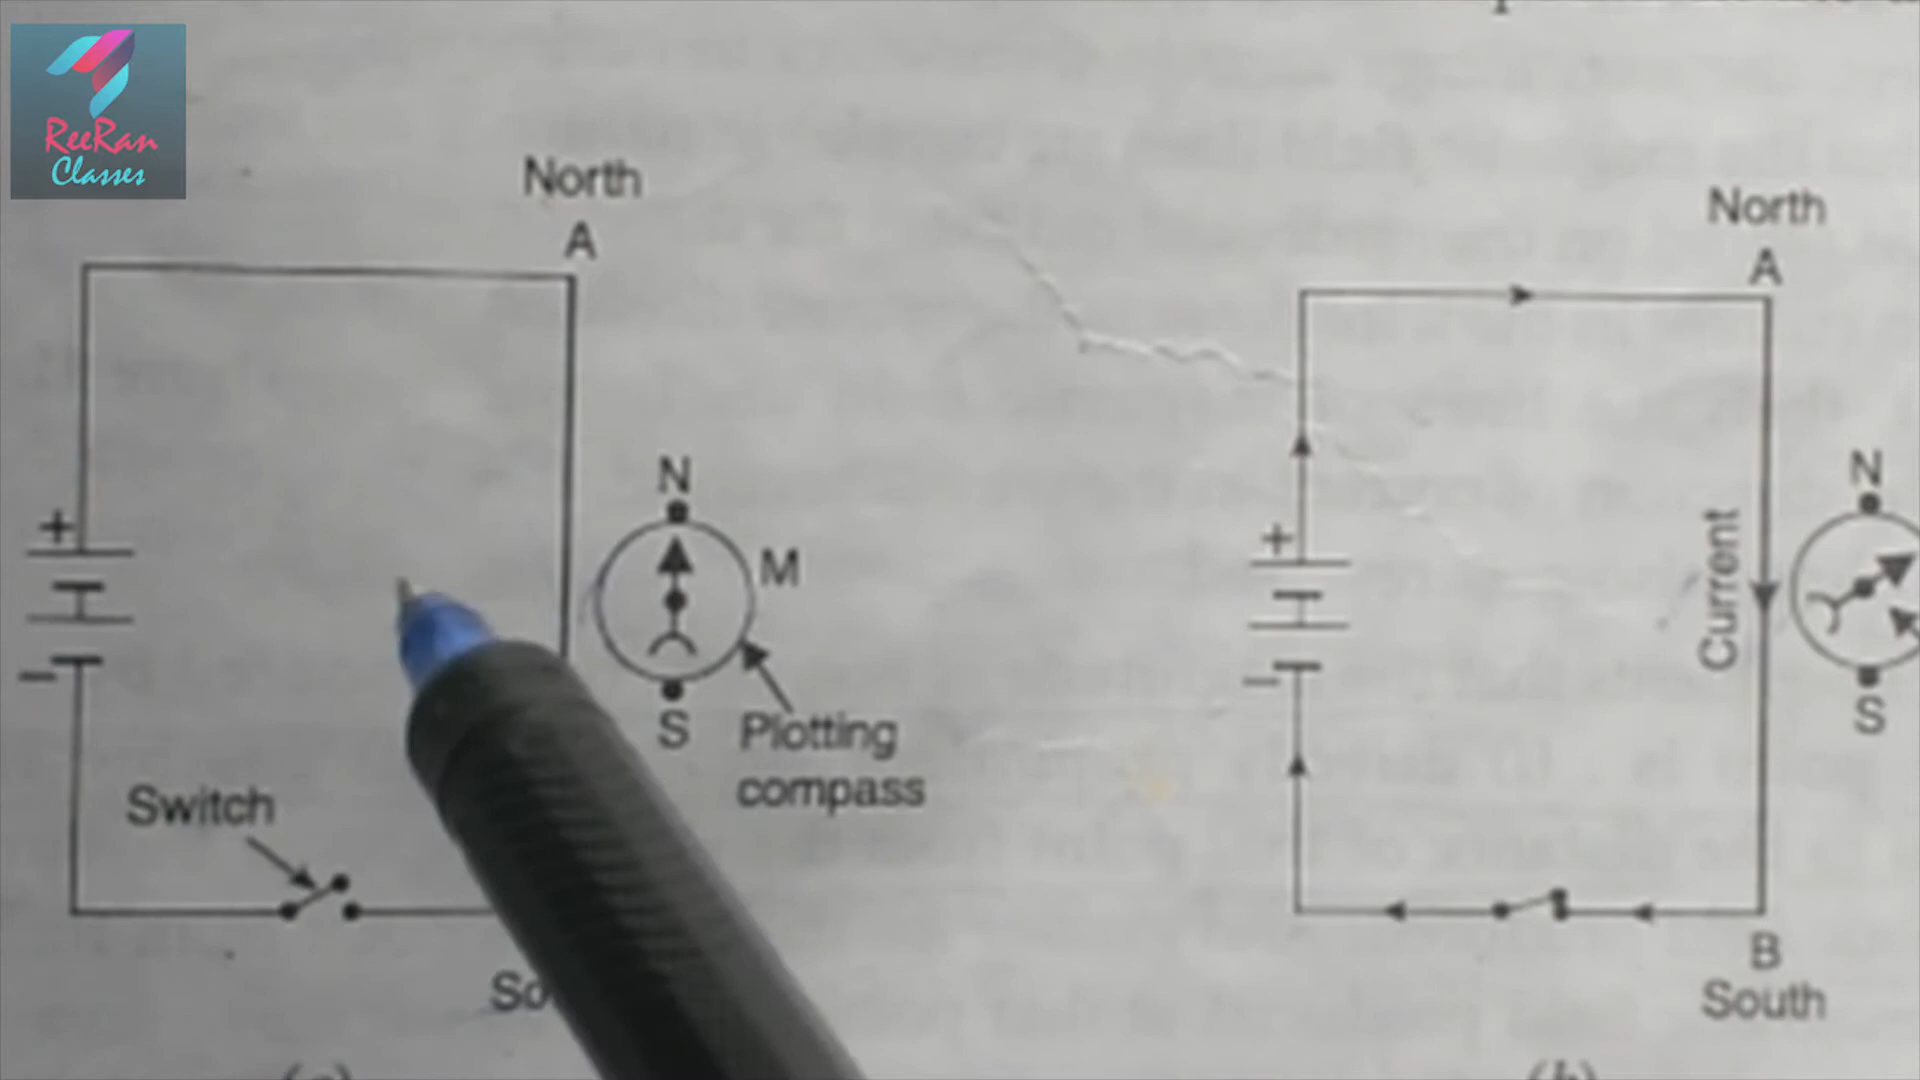 ReeRan
Classes
North
A
+
N
M
−
S
Plotting
compass
Switch
North
A
N
+
Current
−
S
B
South